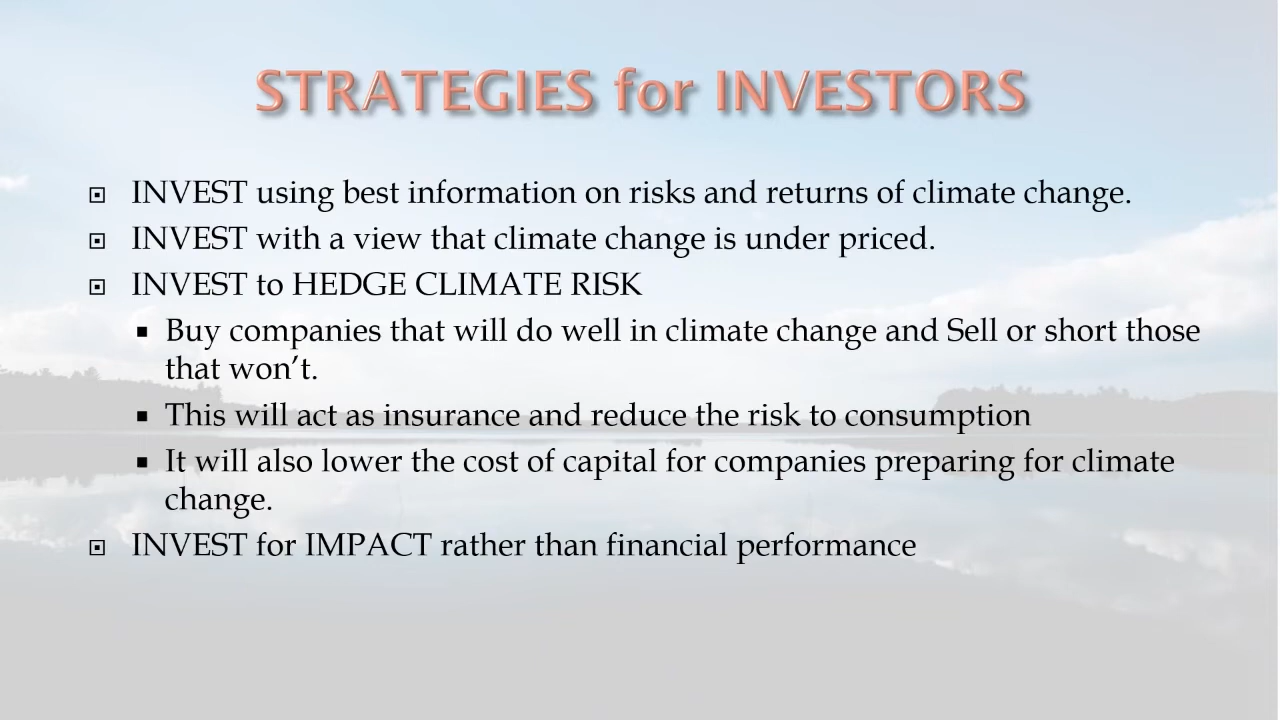 STRATEGIES for INVESTORS
INVEST using best information on risks and returns of climate change.
INVEST with a view that climate change is under priced.
INVEST to HEDGE CLIMATE RISK
Buy companies that will do well in climate change and Sell or short those
that won’t.
This will act as insurance and reduce the risk to consumption
It will also lower the cost of capital for companies preparing for climate
change.
INVEST for IMPACT rather than financial performance